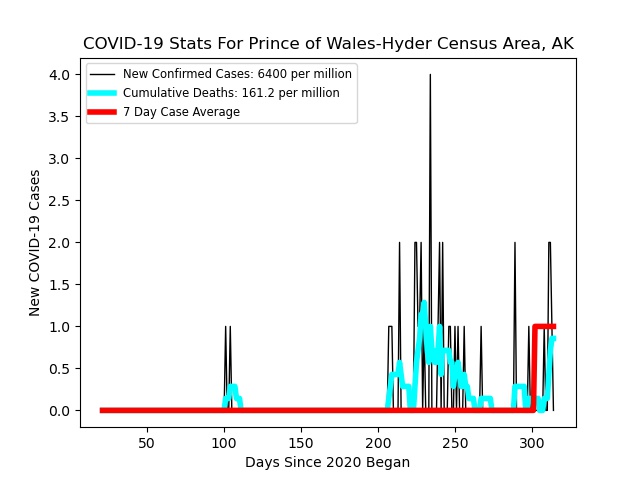 COVID-19 Stats For Prince of Wales-Hyder Census Area, AK
New Confirmed Cases: 6400 per million
Cumulative Deaths: 161.2 per million
7 Day Case Average
New COVID-19 Cases
4.0
3.5
3.0
2.5
2.0
1.5
1.0
0.5
0.0
50 100 150 200 250 300
Days Since 2020 Began